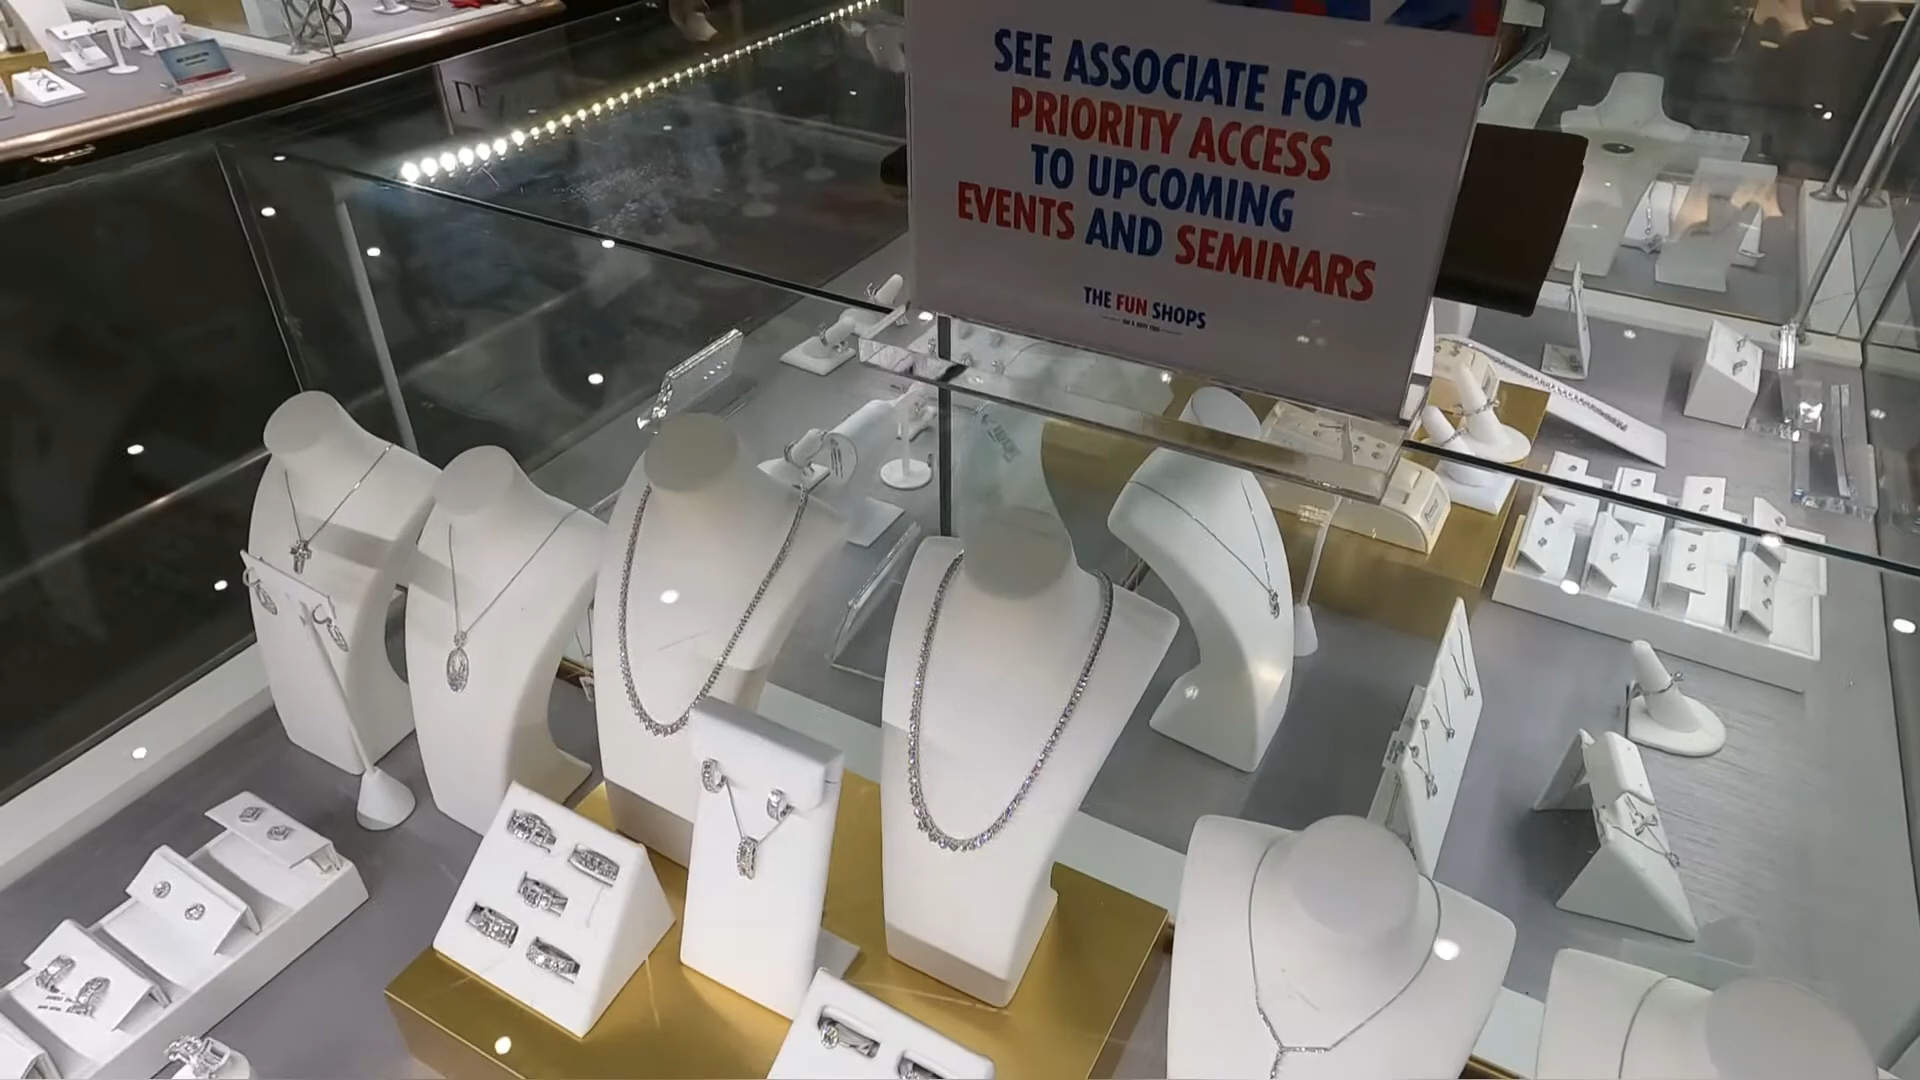 SEE ASSOCIATE FOR
PRIORITY ACCESS
TO UPCOMING
EVENTS AND SEMINARS
THE FUN SHOPS